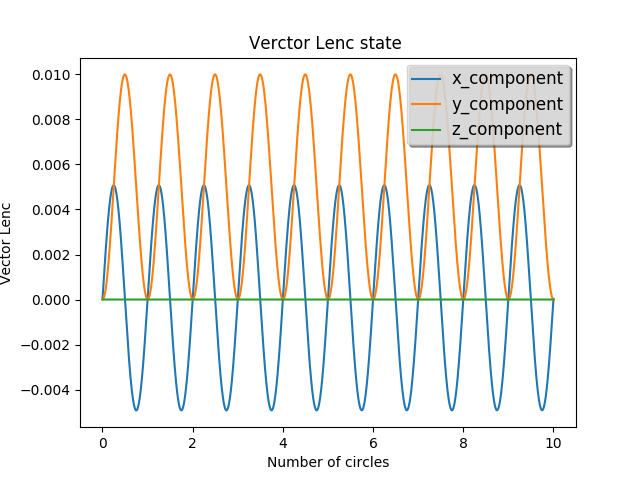 Verctor Lenc state
x_component
y_component
z_component
0.010
0.008
0.006
0.004
0.002
0.000
−0.002
−0.004
Vector Lenc
0 2 4 6 8 10
Number of circles